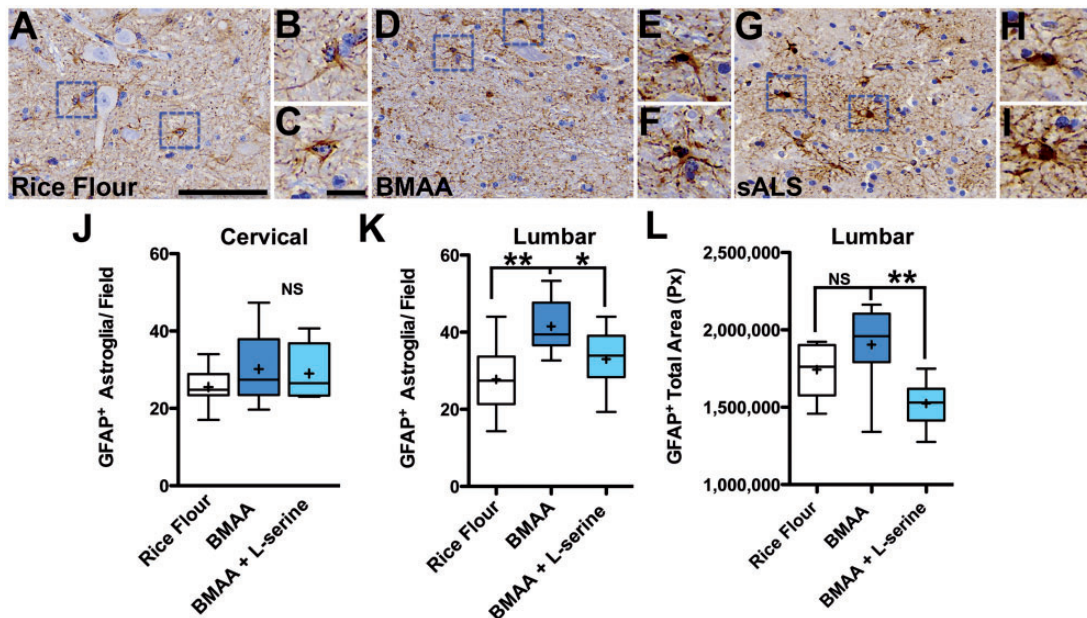 A
B
C
D
E
F
G
H
I
Rice Flour
BMAA
sALS
J
Cervical
GFAP⁺ Astroglia/ Field
60
40
20
0
NS
Rice Flour
BMAA
BMAA + L-serine
K
Lumbar
GFAP⁺ Astroglia/ Field
60
40
20
0
**
*
Rice Flour
BMAA
BMAA + L-serine
L
Lumbar
GFAP⁺ Total Area (Px)
2,500,000
2,000,000
1,500,000
1,000,000
NS
**
Rice Flour
BMAA
BMAA + L-serine